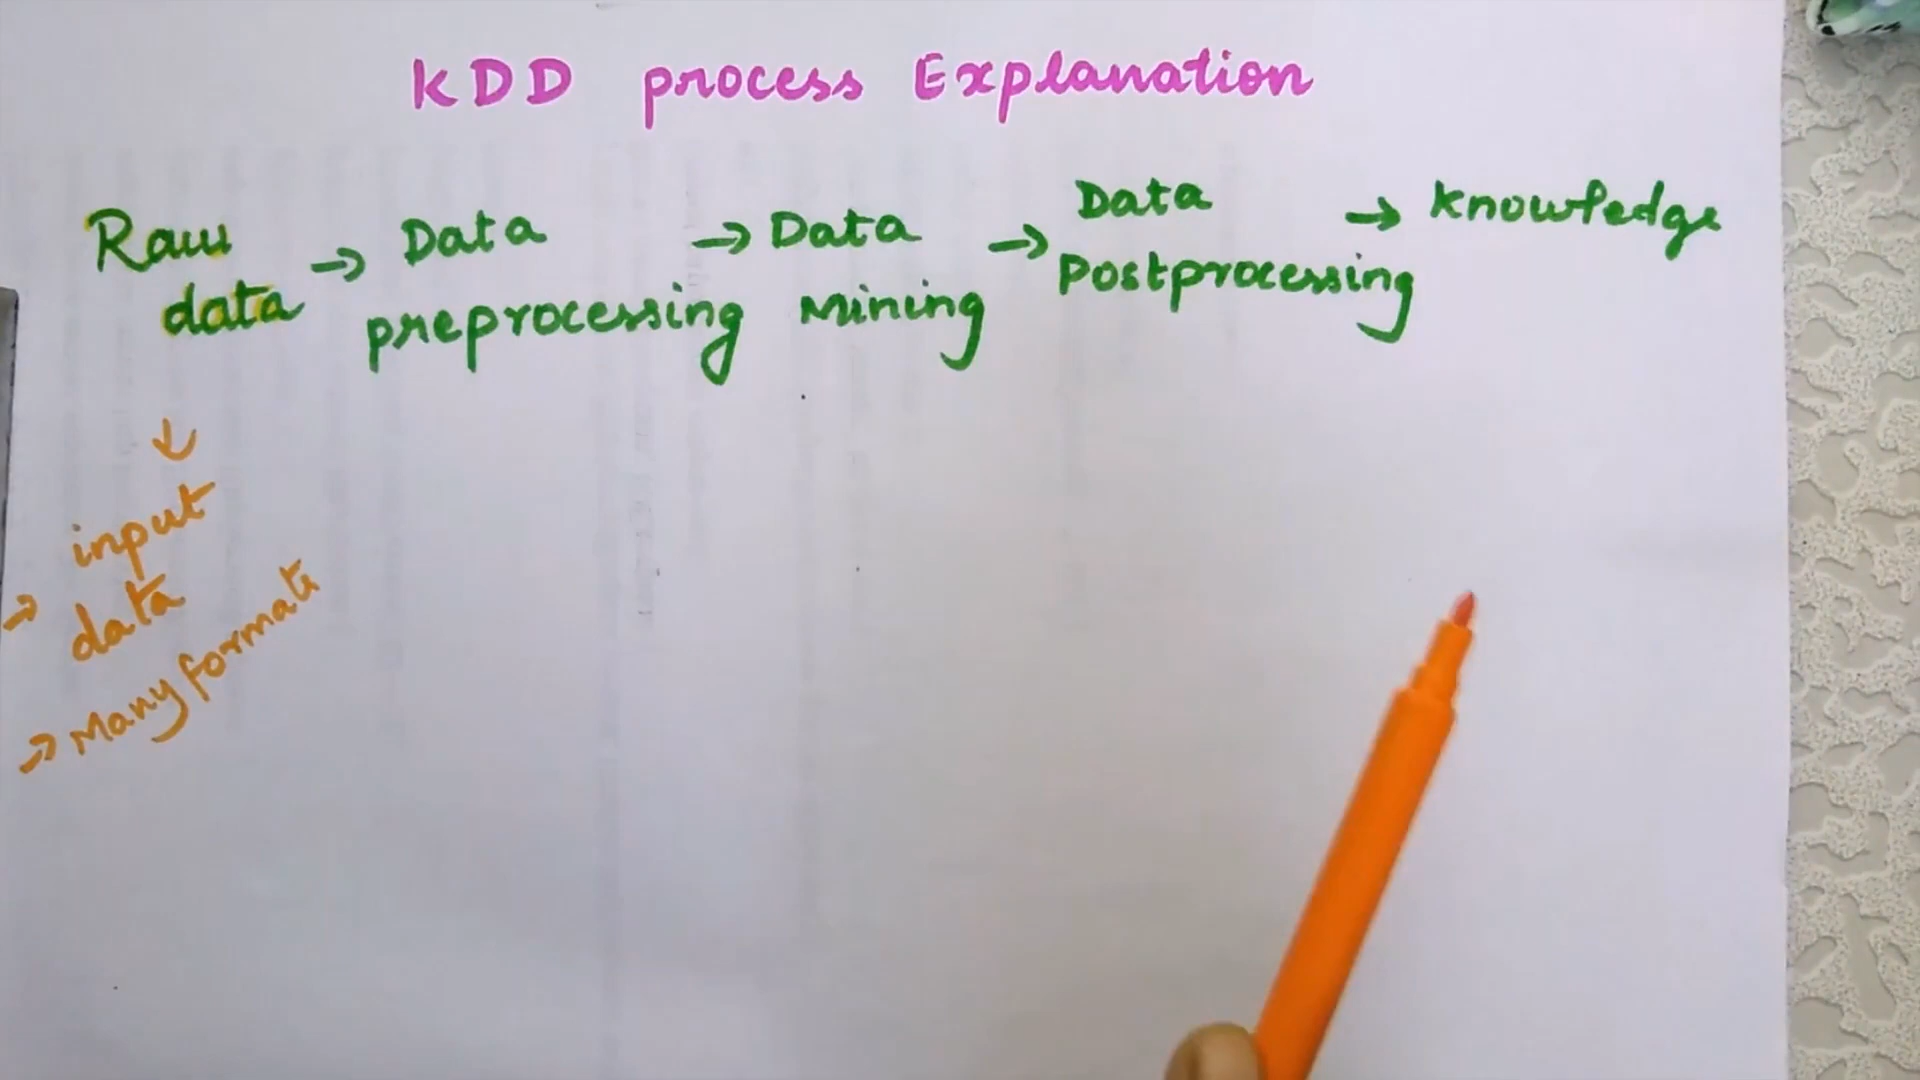 KDD process Explanation
Raw data → Data preprocessing → Data Mining → Data Postprocessing → Knowledge
↓
→ input data
→ Many formats